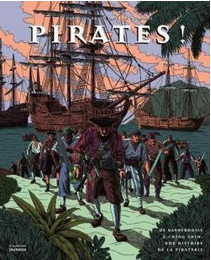 PIRATES !
DE BARBEROUSSE
À CHING SHIH,
UNE HISTOIRE
DE LA PIRATERIE